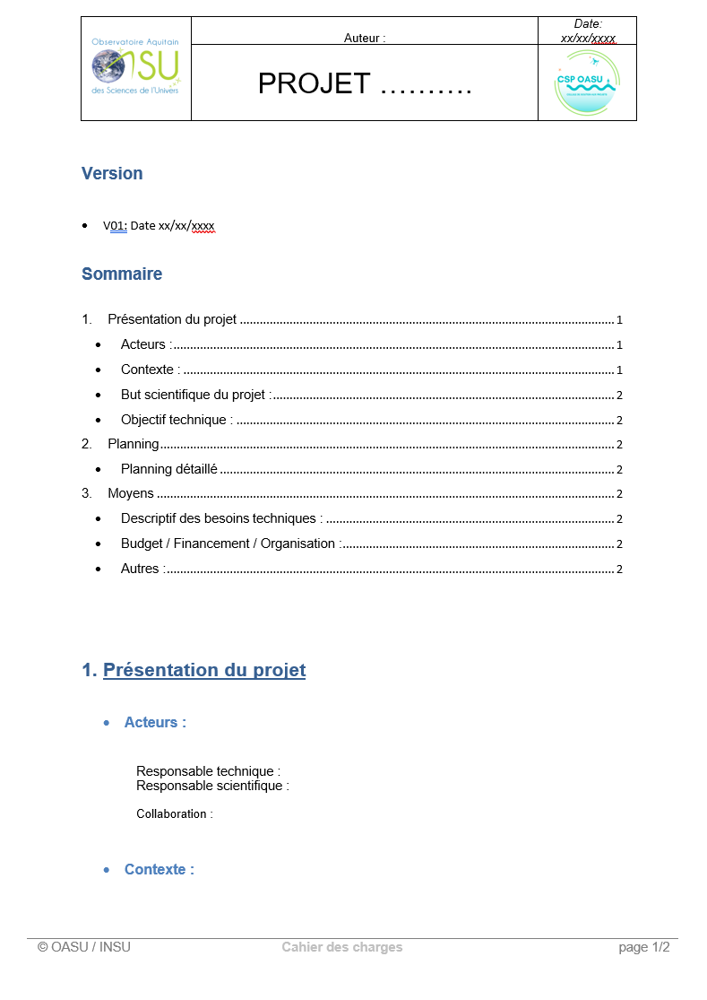 Observatoire Aquitain
OASU
des Sciences de l'Univers
Auteur :
Date:
xx/xx/xxxx
PROJET ……….
CSP OASU
Version
• V01: Date xx/xx/xxxx
Sommaire
1. Présentation du projet ........ 1
• Acteurs : ........ 1
• Contexte : ........ 1
• But scientifique du projet : ........ 2
• Objectif technique : ........ 2
2. Planning ........ 2
• Planning détaillé ........ 2
3. Moyens ........ 2
• Descriptif des besoins techniques : ........ 2
• Budget / Financement / Organisation : ........ 2
• Autres : ........ 2
1. Présentation du projet
• Acteurs :
Responsable technique :
Responsable scientifique :
Collaboration :
• Contexte :
© OASU / INSU Cahier des charges page 1/2